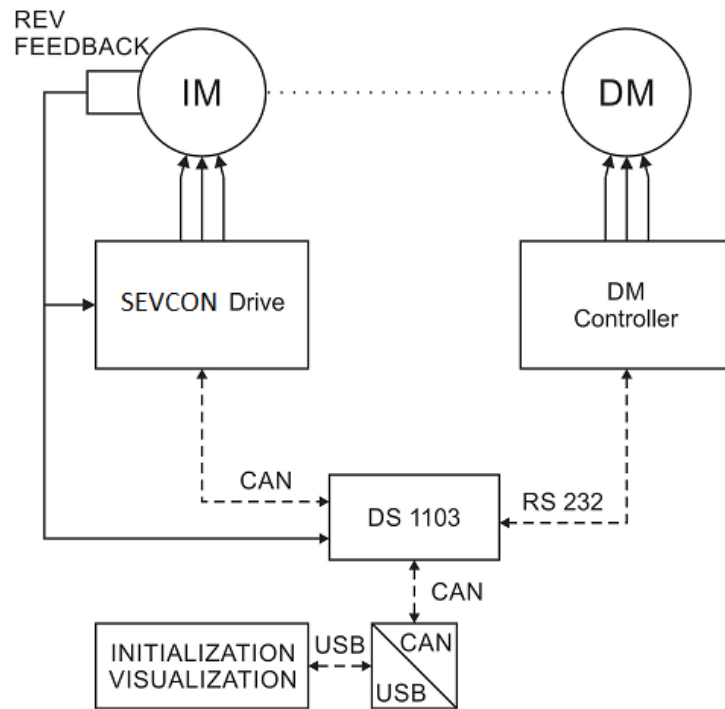 REV
FEEDBACK
IM
DM
SEVCON Drive
DM
Controller
CAN
DS 1103
RS 232
CAN
INITIALIZATION
VISUALIZATION
USB
CAN
USB